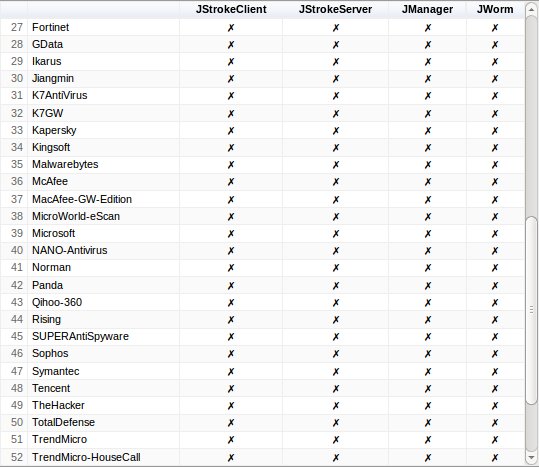 JStrokeClient JStrokeServer JManager JWorm
27 Fortinet ✗ ✗ ✗ ✗
28 GData ✗ ✗ ✗ ✗
29 Ikarus ✗ ✗ ✗ ✗
30 Jiangmin ✗ ✗ ✗ ✗
31 K7AntiVirus ✗ ✗ ✗ ✗
32 K7GW ✗ ✗ ✗ ✗
33 Kapersky ✗ ✗ ✗ ✗
34 Kingsoft ✗ ✗ ✗ ✗
35 Malwarebytes ✗ ✗ ✗ ✗
36 McAfee ✗ ✗ ✗ ✗
37 MacAfee-GW-Edition ✗ ✗ ✗ ✗
38 MicroWorld-eScan ✗ ✗ ✗ ✗
39 Microsoft ✗ ✗ ✗ ✗
40 NANO-Antivirus ✗ ✗ ✗ ✗
41 Norman ✗ ✗ ✗ ✗
42 Panda ✗ ✗ ✗ ✗
43 Qihoo-360 ✗ ✗ ✗ ✗
44 Rising ✗ ✗ ✗ ✗
45 SUPERAntiSpyware ✗ ✗ ✗ ✗
46 Sophos ✗ ✗ ✗ ✗
47 Symantec ✗ ✗ ✗ ✗
48 Tencent ✗ ✗ ✗ ✗
49 TheHacker ✗ ✗ ✗ ✗
50 TotalDefense ✗ ✗ ✗ ✗
51 TrendMicro ✗ ✗ ✗ ✗
52 TrendMicro-HouseCall ✗ ✗ ✗ ✗